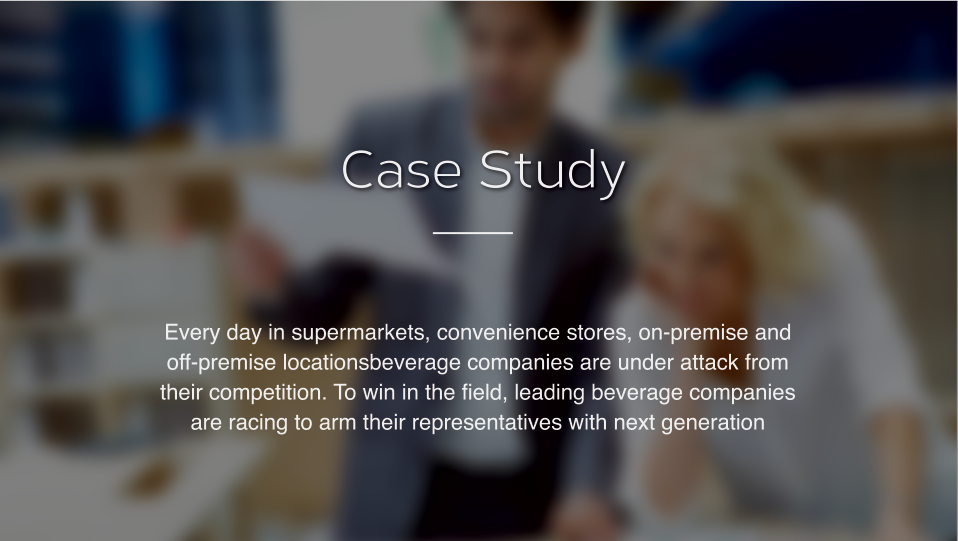 Case Study
Every day in supermarkets, convenience stores, on-premise and
off-premise locationsbeverage companies are under attack from
their competition. To win in the field, leading beverage companies
are racing to arm their representatives with next generation